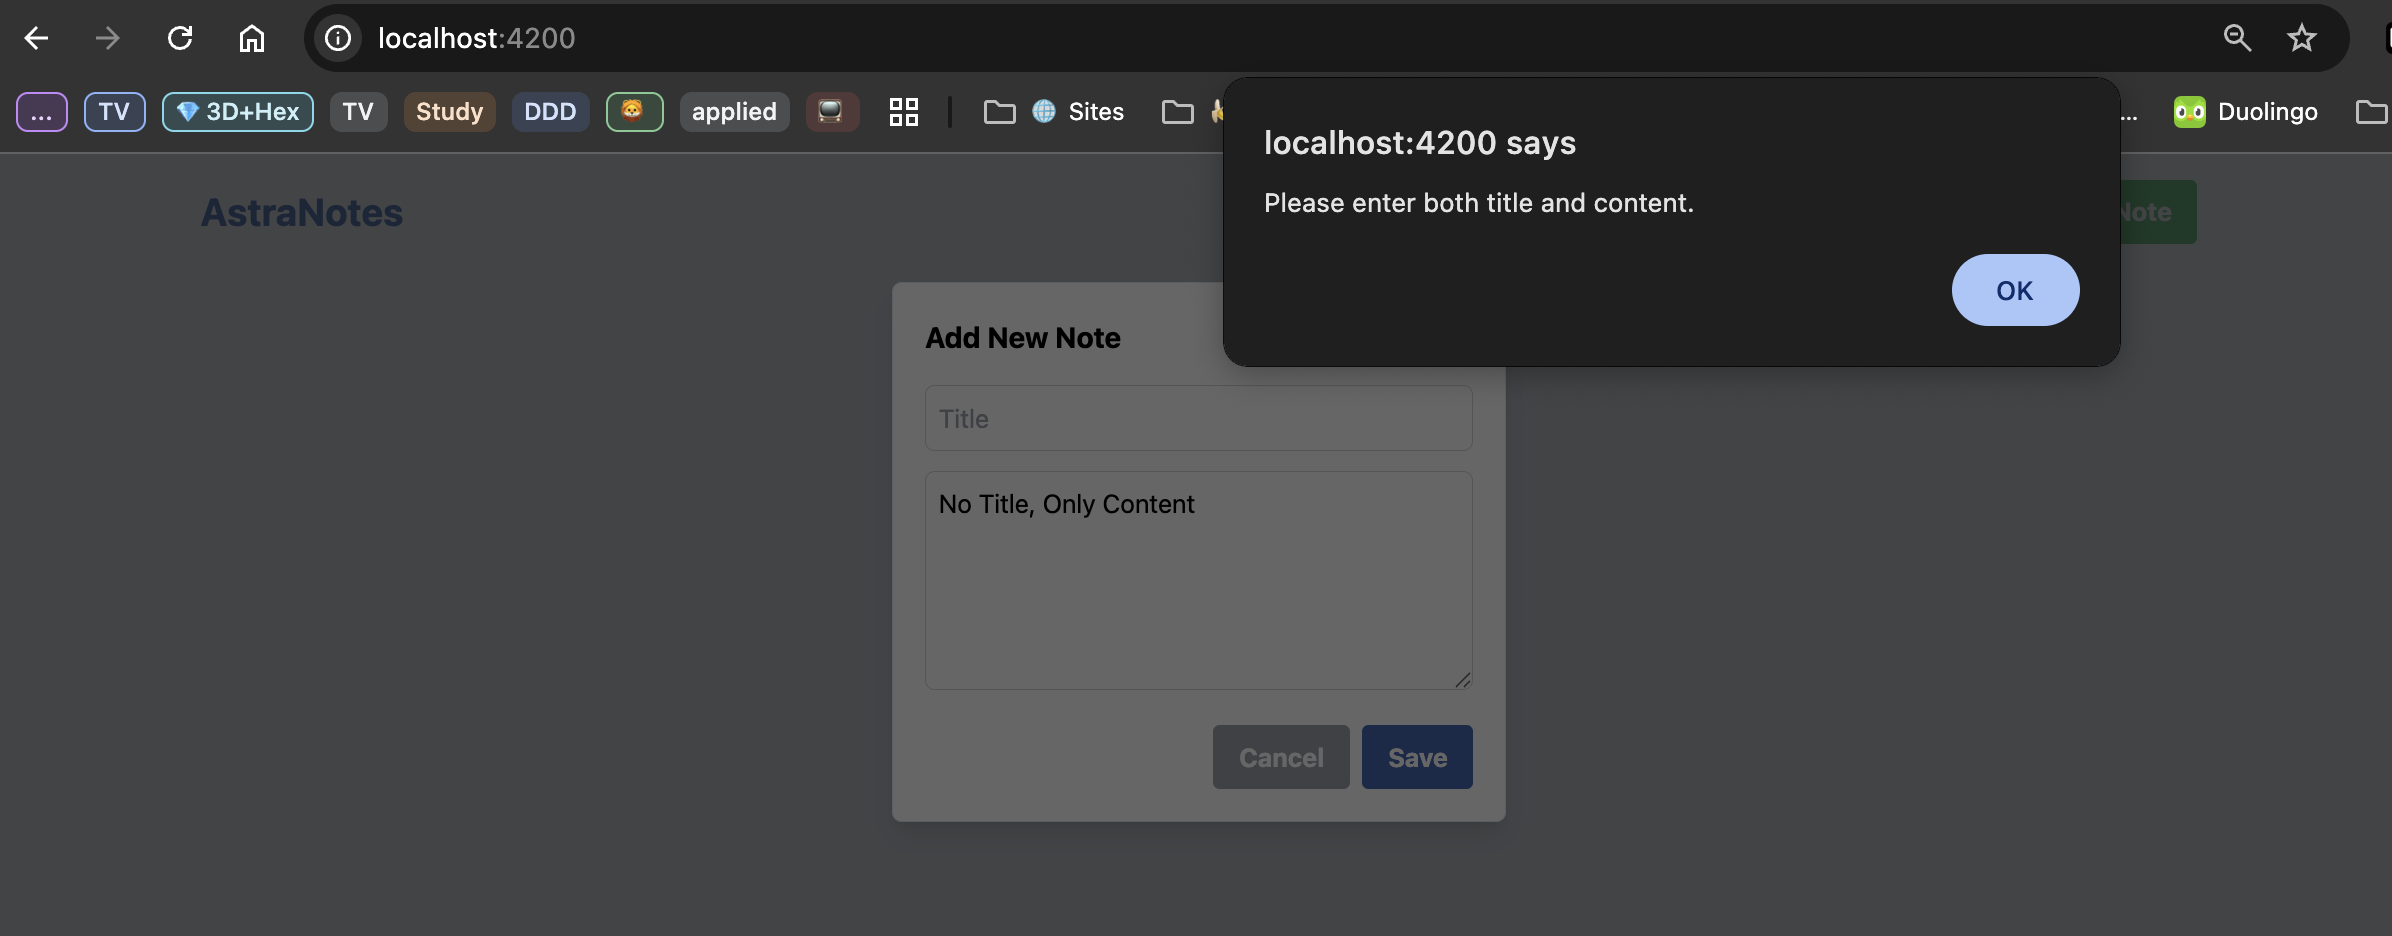 localhost:4200
... TV 3D+Hex TV Study DDD applied Sites ... Duolingo
localhost:4200 says
Please enter both title and content.
OK
AstraNotes
Note
Add New Note
Title
No Title, Only Content
Cancel Save